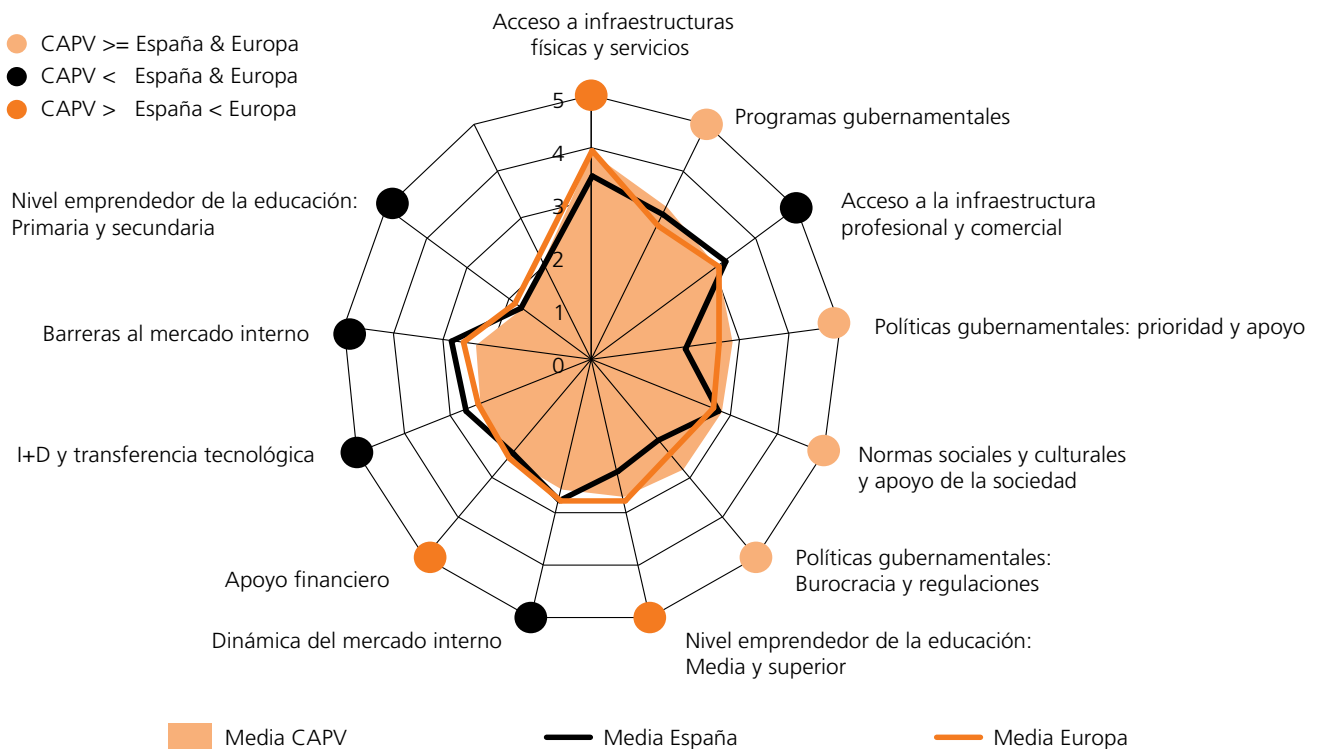 CAPV >= España & Europa
CAPV < España & Europa
CAPV > España < Europa
Acceso a infraestructuras
físicas y servicios
Programas gubernamentales
Acceso a la infraestructura
profesional y comercial
Políticas gubernamentales: prioridad y apoyo
Normas sociales y culturales
y apoyo de la sociedad
Políticas gubernamentales:
Burocracia y regulaciones
Nivel emprendedor de la educación:
Media y superior
Dinámica del mercado interno
Apoyo financiero
I+D y transferencia tecnológica
Barreras al mercado interno
Nivel emprendedor de la educación:
Primaria y secundaria
5
4
3
2
1
0
Media CAPV
Media España
Media Europa